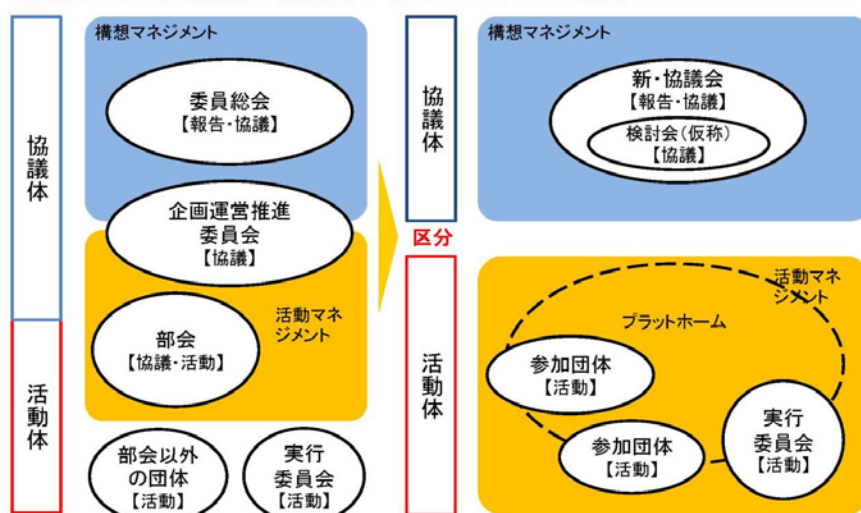 構想マネジメント
協議体
委員総会
【報告・協議】
企画運営推進
委員会
【協議】
活動マネ
ジメント
部会
【協議・活動】
活動体
部会以外
の団体
【活動】
実行
委員会
【活動】
構想マネジメント
協議体
新・協議会
【報告・協議】
検討会(仮称)
【協議】
区分
活動体
活動マネ
ジメント
プラットホーム
参加団体
【活動】
参加団体
【活動】
実行
委員会
【活動】